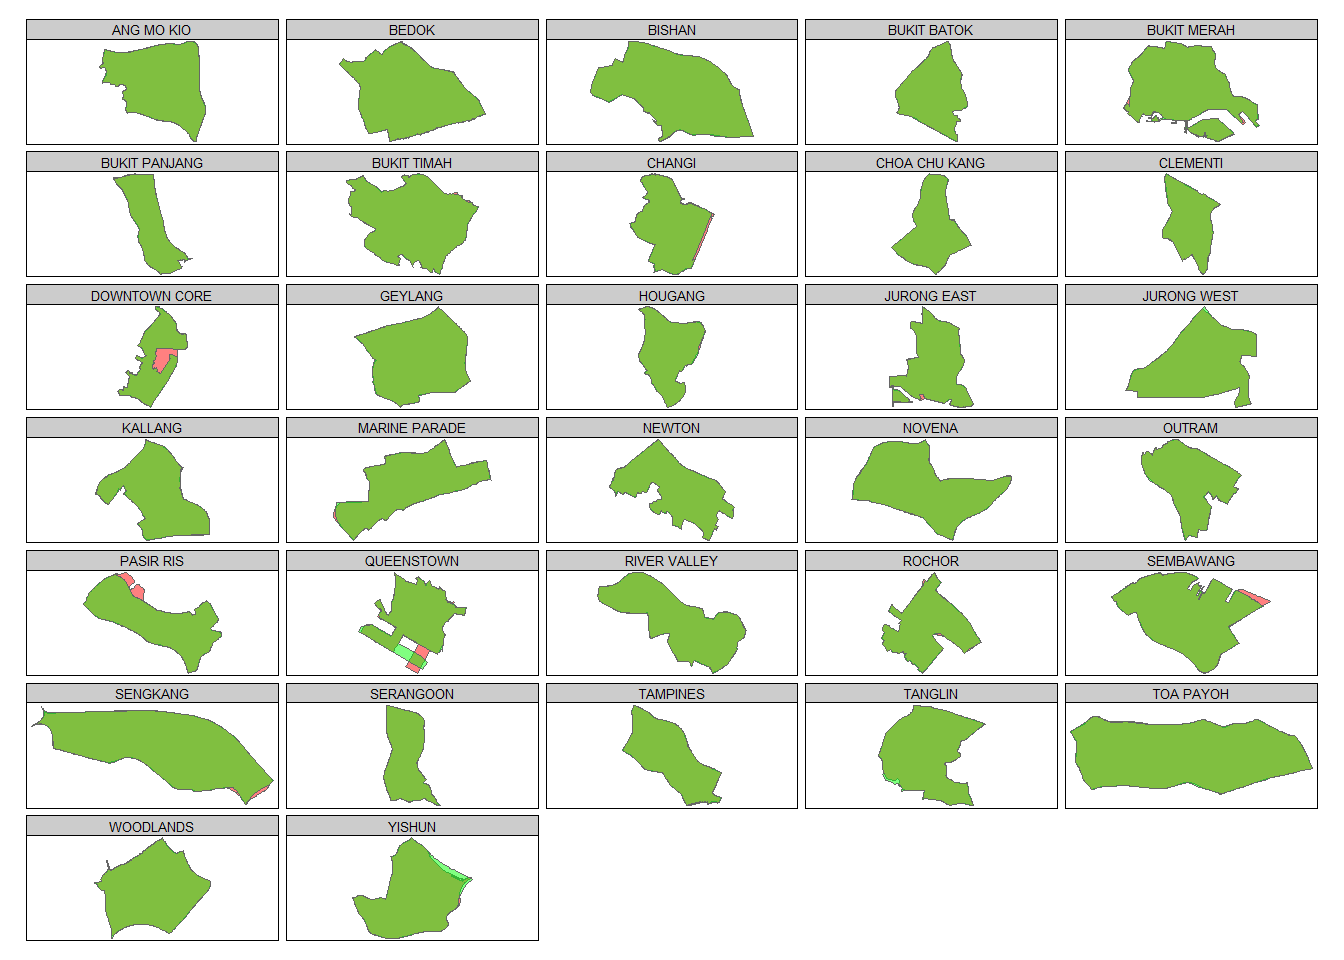 ANG MO KIO
BEDOK
BISHAN
BUKIT BATOK
BUKIT MERAH
BUKIT PANJANG
BUKIT TIMAH
CHANGI
CHOA CHU KANG
CLEMENTI
DOWNTOWN CORE
GEYLANG
HOUGANG
JURONG EAST
JURONG WEST
KALLANG
MARINE PARADE
NEWTON
NOVENA
OUTRAM
PASIR RIS
QUEENSTOWN
RIVER VALLEY
ROCHOR
SEMBAWANG
SENGKANG
SERANGOON
TAMPINES
TANGLIN
TOA PAYOH
WOODLANDS
YISHUN